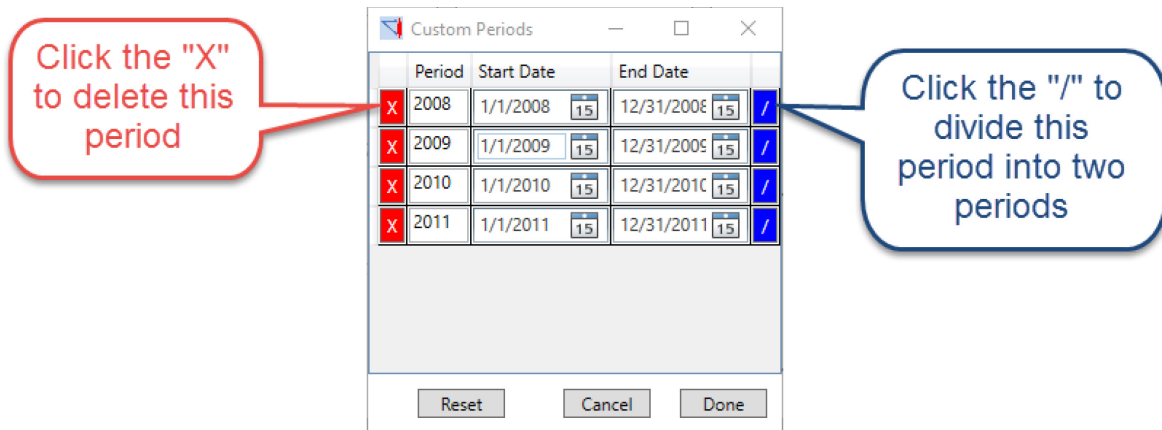 Click the "X"
to delete this
period
Custom Periods
Period Start Date End Date
X 2008 1/1/2008 15 12/31/2008 15 /
X 2009 1/1/2009 15 12/31/2009 15 /
X 2010 1/1/2010 15 12/31/2010 15 /
X 2011 1/1/2011 15 12/31/2011 15 /
Reset Cancel Done
Click the "/" to
divide this
period into two
periods